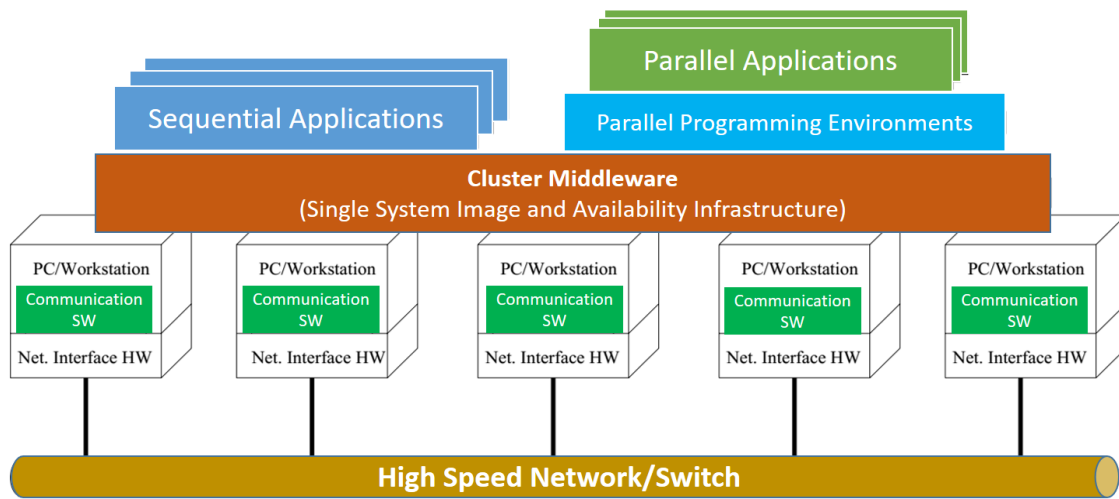 Parallel Applications
Sequential Applications
Parallel Programming Environments
Cluster Middleware
(Single System Image and Availability Infrastructure)
PC/Workstation
Communication
SW
Net. Interface HW
PC/Workstation
Communication
SW
Net. Interface HW
PC/Workstation
Communication
SW
Net. Interface HW
PC/Workstation
Communication
SW
Net. Interface HW
PC/Workstation
Communication
SW
Net. Interface HW
High Speed Network/Switch